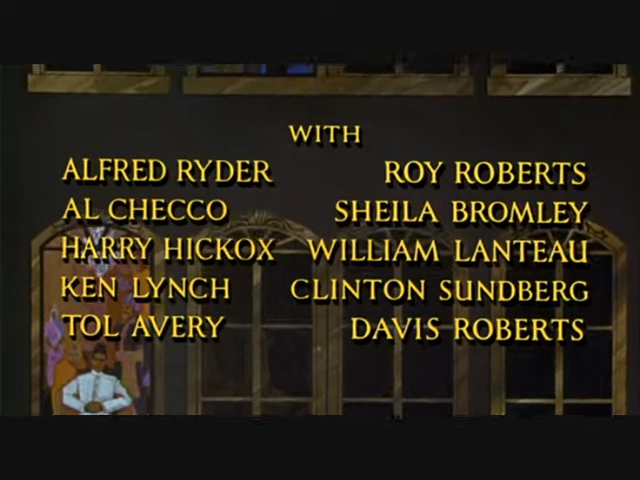 WITH
ALFRED RYDER
AL CHECCO
HARRY HICKOX
KEN LYNCH
TOL AVERY
ROY ROBERTS
SHEILA BROMLEY
WILLIAM LANTEAU
CLINTON SUNDBERG
DAVIS ROBERTS